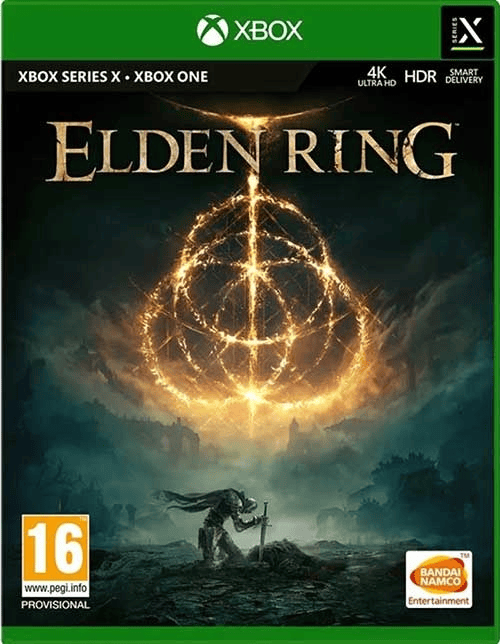 XBOX
SERIES X
XBOX SERIES X • XBOX ONE
4K
ULTRA HD
HDR
SMART
DELIVERY
ELDEN RING
16
www.pegi.info
PROVISIONAL
TM
BANDAI
NAMCO
Entertainment